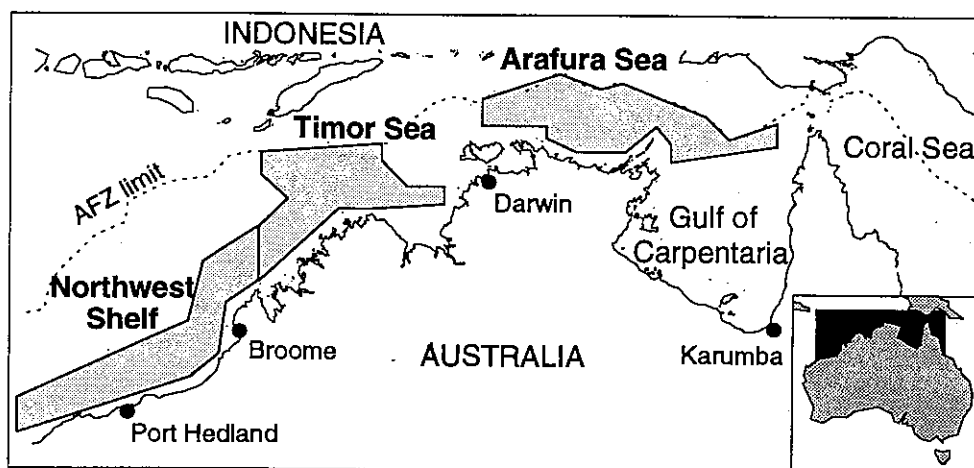 INDONESIA
Arafura Sea
Timor Sea
Coral Sea
AFZ limit
Darwin
Gulf of
Carpentaria
Northwest
Shelf
Broome
AUSTRALIA
Karumba
Port Hedland